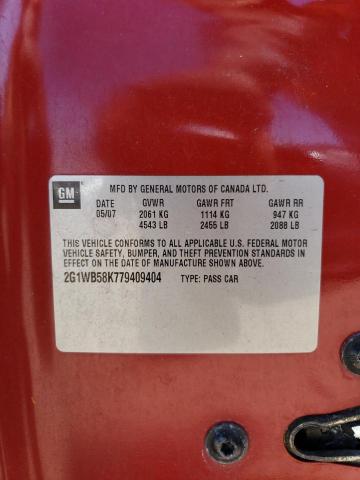 GM
MFD BY GENERAL MOTORS OF CANADA LTD.
DATE GVWR GAWR FRT GAWR RR
05/07 2061 KG 1114 KG 947 KG
4543 LB 2455 LB 2088 LB
THIS VEHICLE CONFORMS TO ALL APPLICABLE U.S. FEDERAL MOTOR
VEHICLE SAFETY, BUMPER, AND THEFT PREVENTION STANDARDS IN
EFFECT ON THE DATE OF MANUFACTURE SHOWN ABOVE.
2G1WB58K779409404 TYPE: PASS CAR